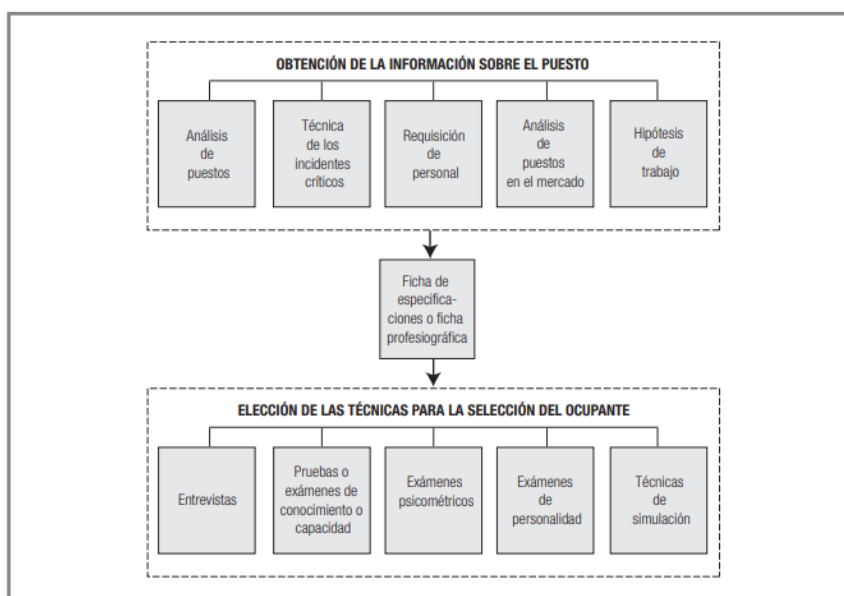 OBTENCIÓN DE LA INFORMACIÓN SOBRE EL PUESTO
Análisis
de
puestos
Técnica
de los
incidentes
críticos
Requisición
de
personal
Análisis
de
puestos
en el mercado
Hipótesis
de
trabajo
Ficha de
especifica-
ciones o ficha
profesiográfica
ELECCIÓN DE LAS TÉCNICAS PARA LA SELECCIÓN DEL OCUPANTE
Entrevistas
Pruebas o
exámenes de
conocimiento o
capacidad
Exámenes
psicométricos
Exámenes
de
personalidad
Técnicas
de
simulación